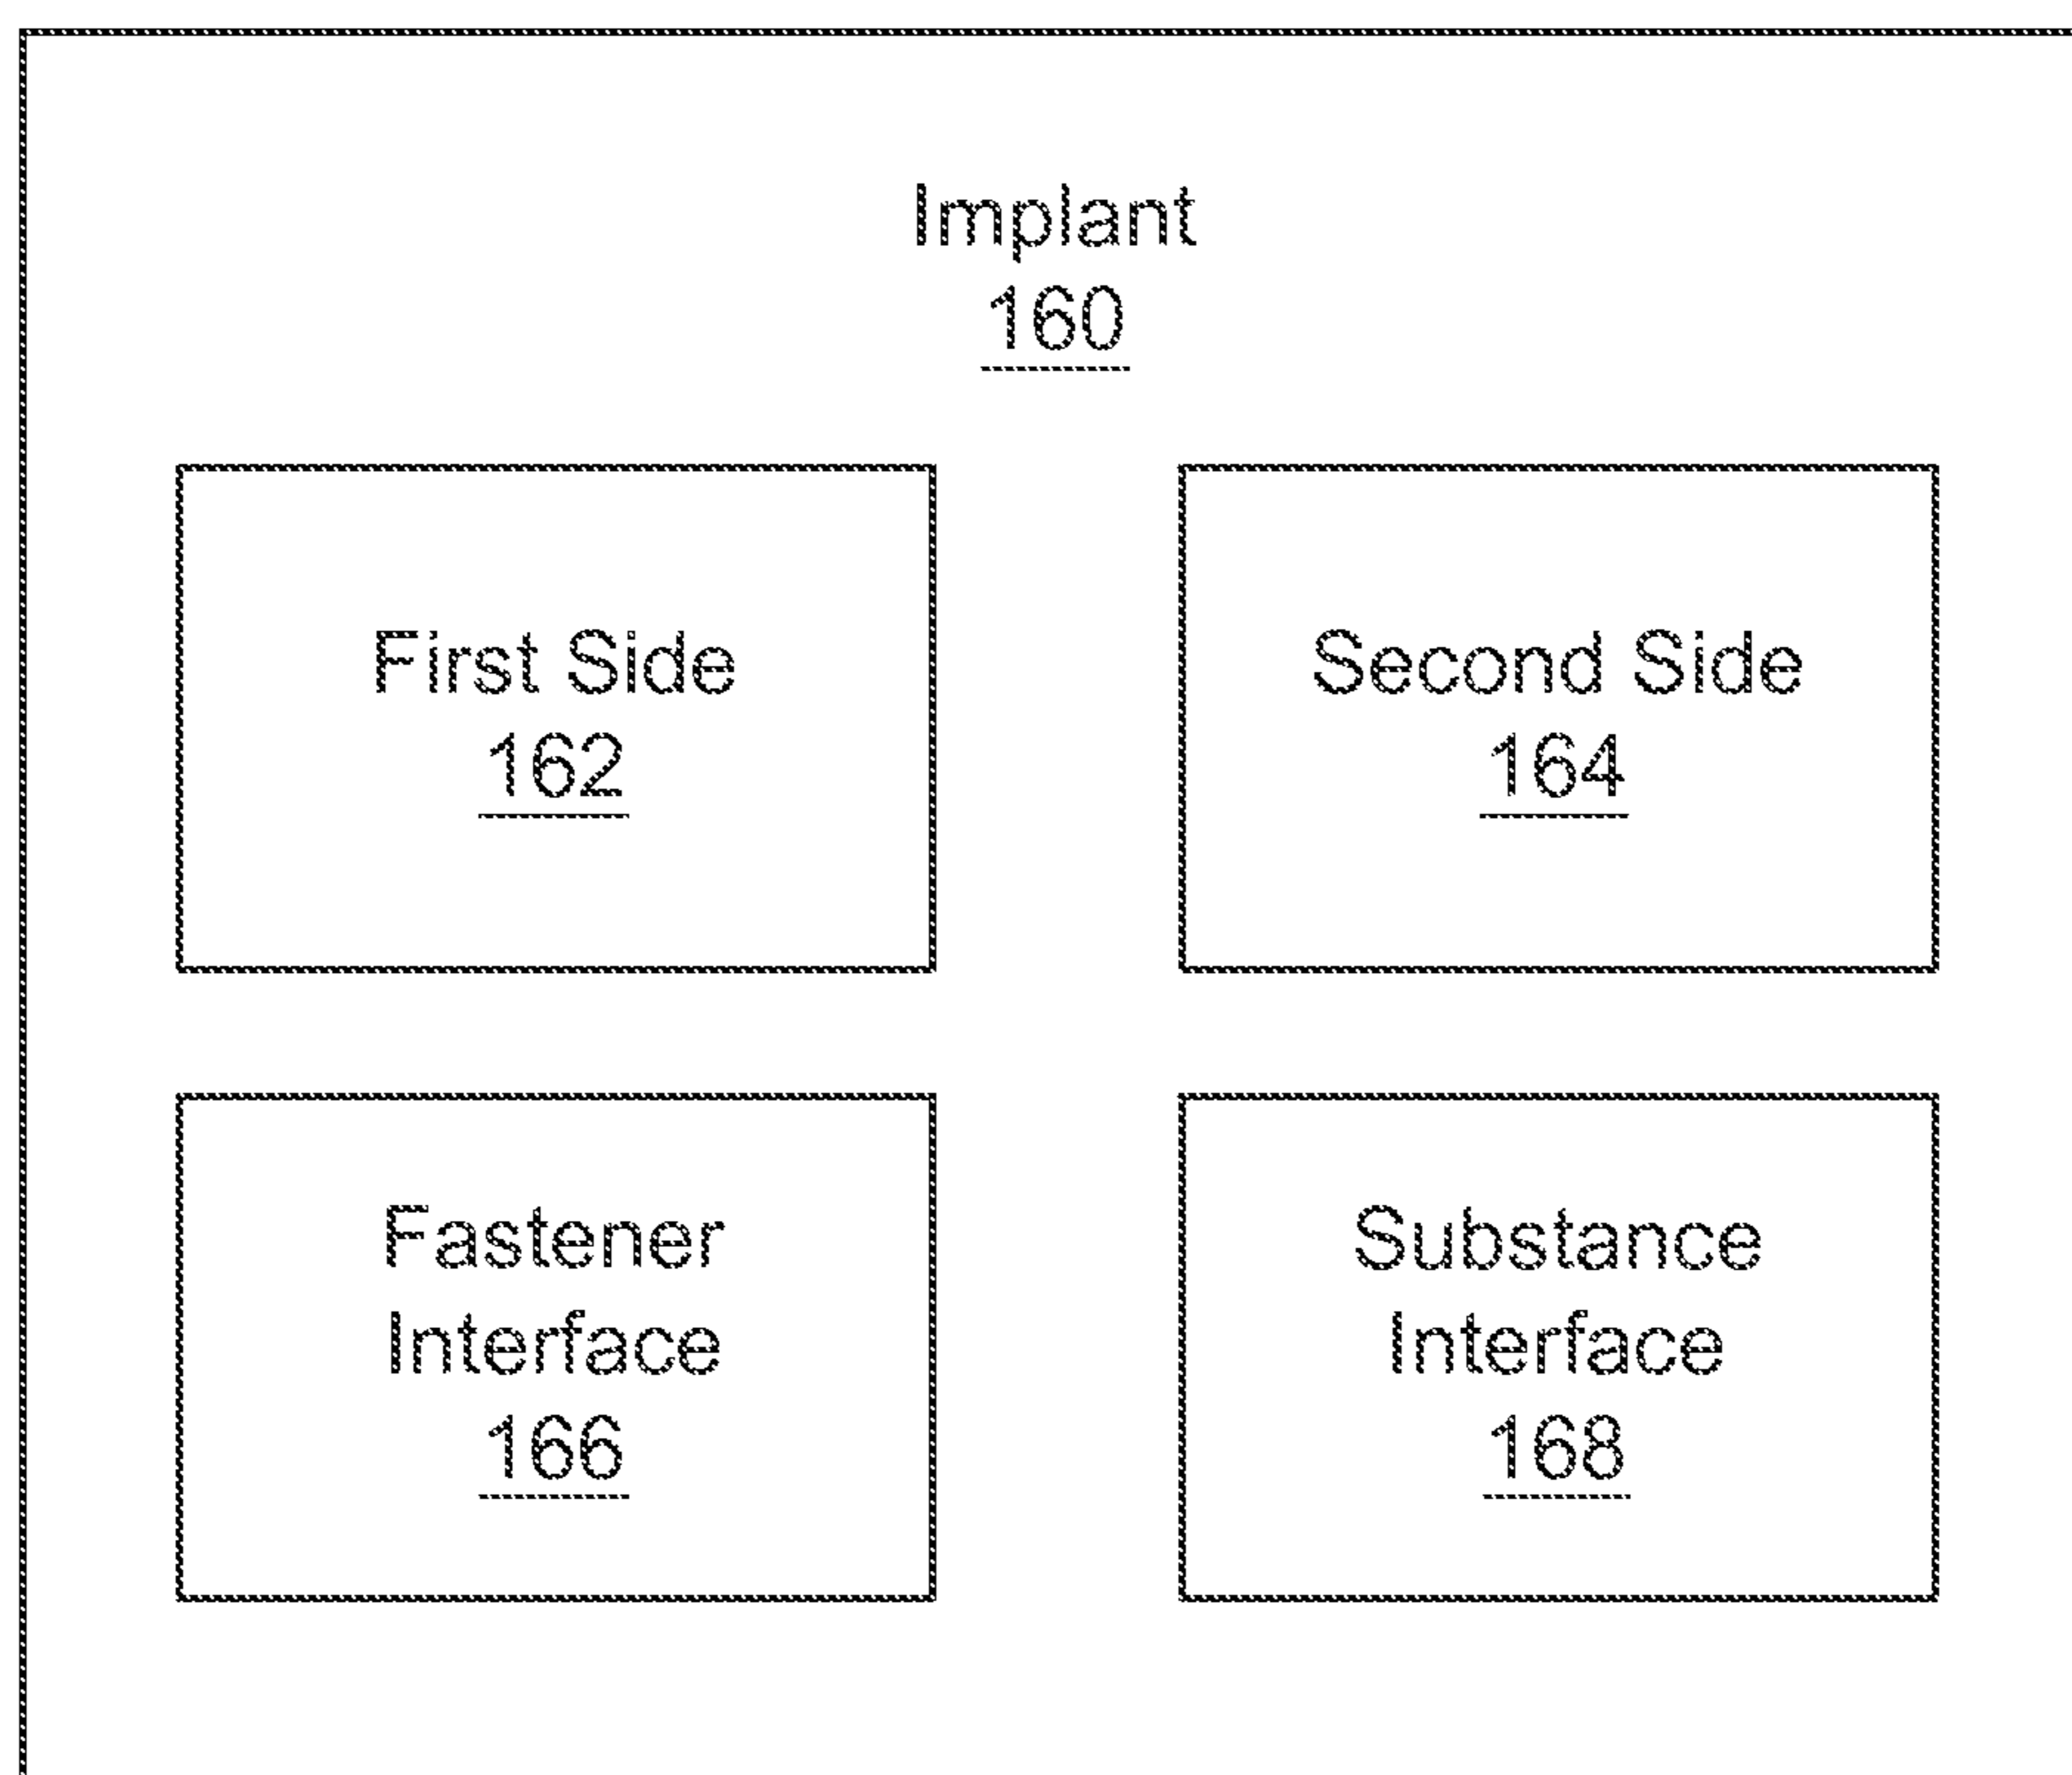 Implant
160
First Side
162
Second Side
164
Fastener
Interface
166
Substance
Interface
168